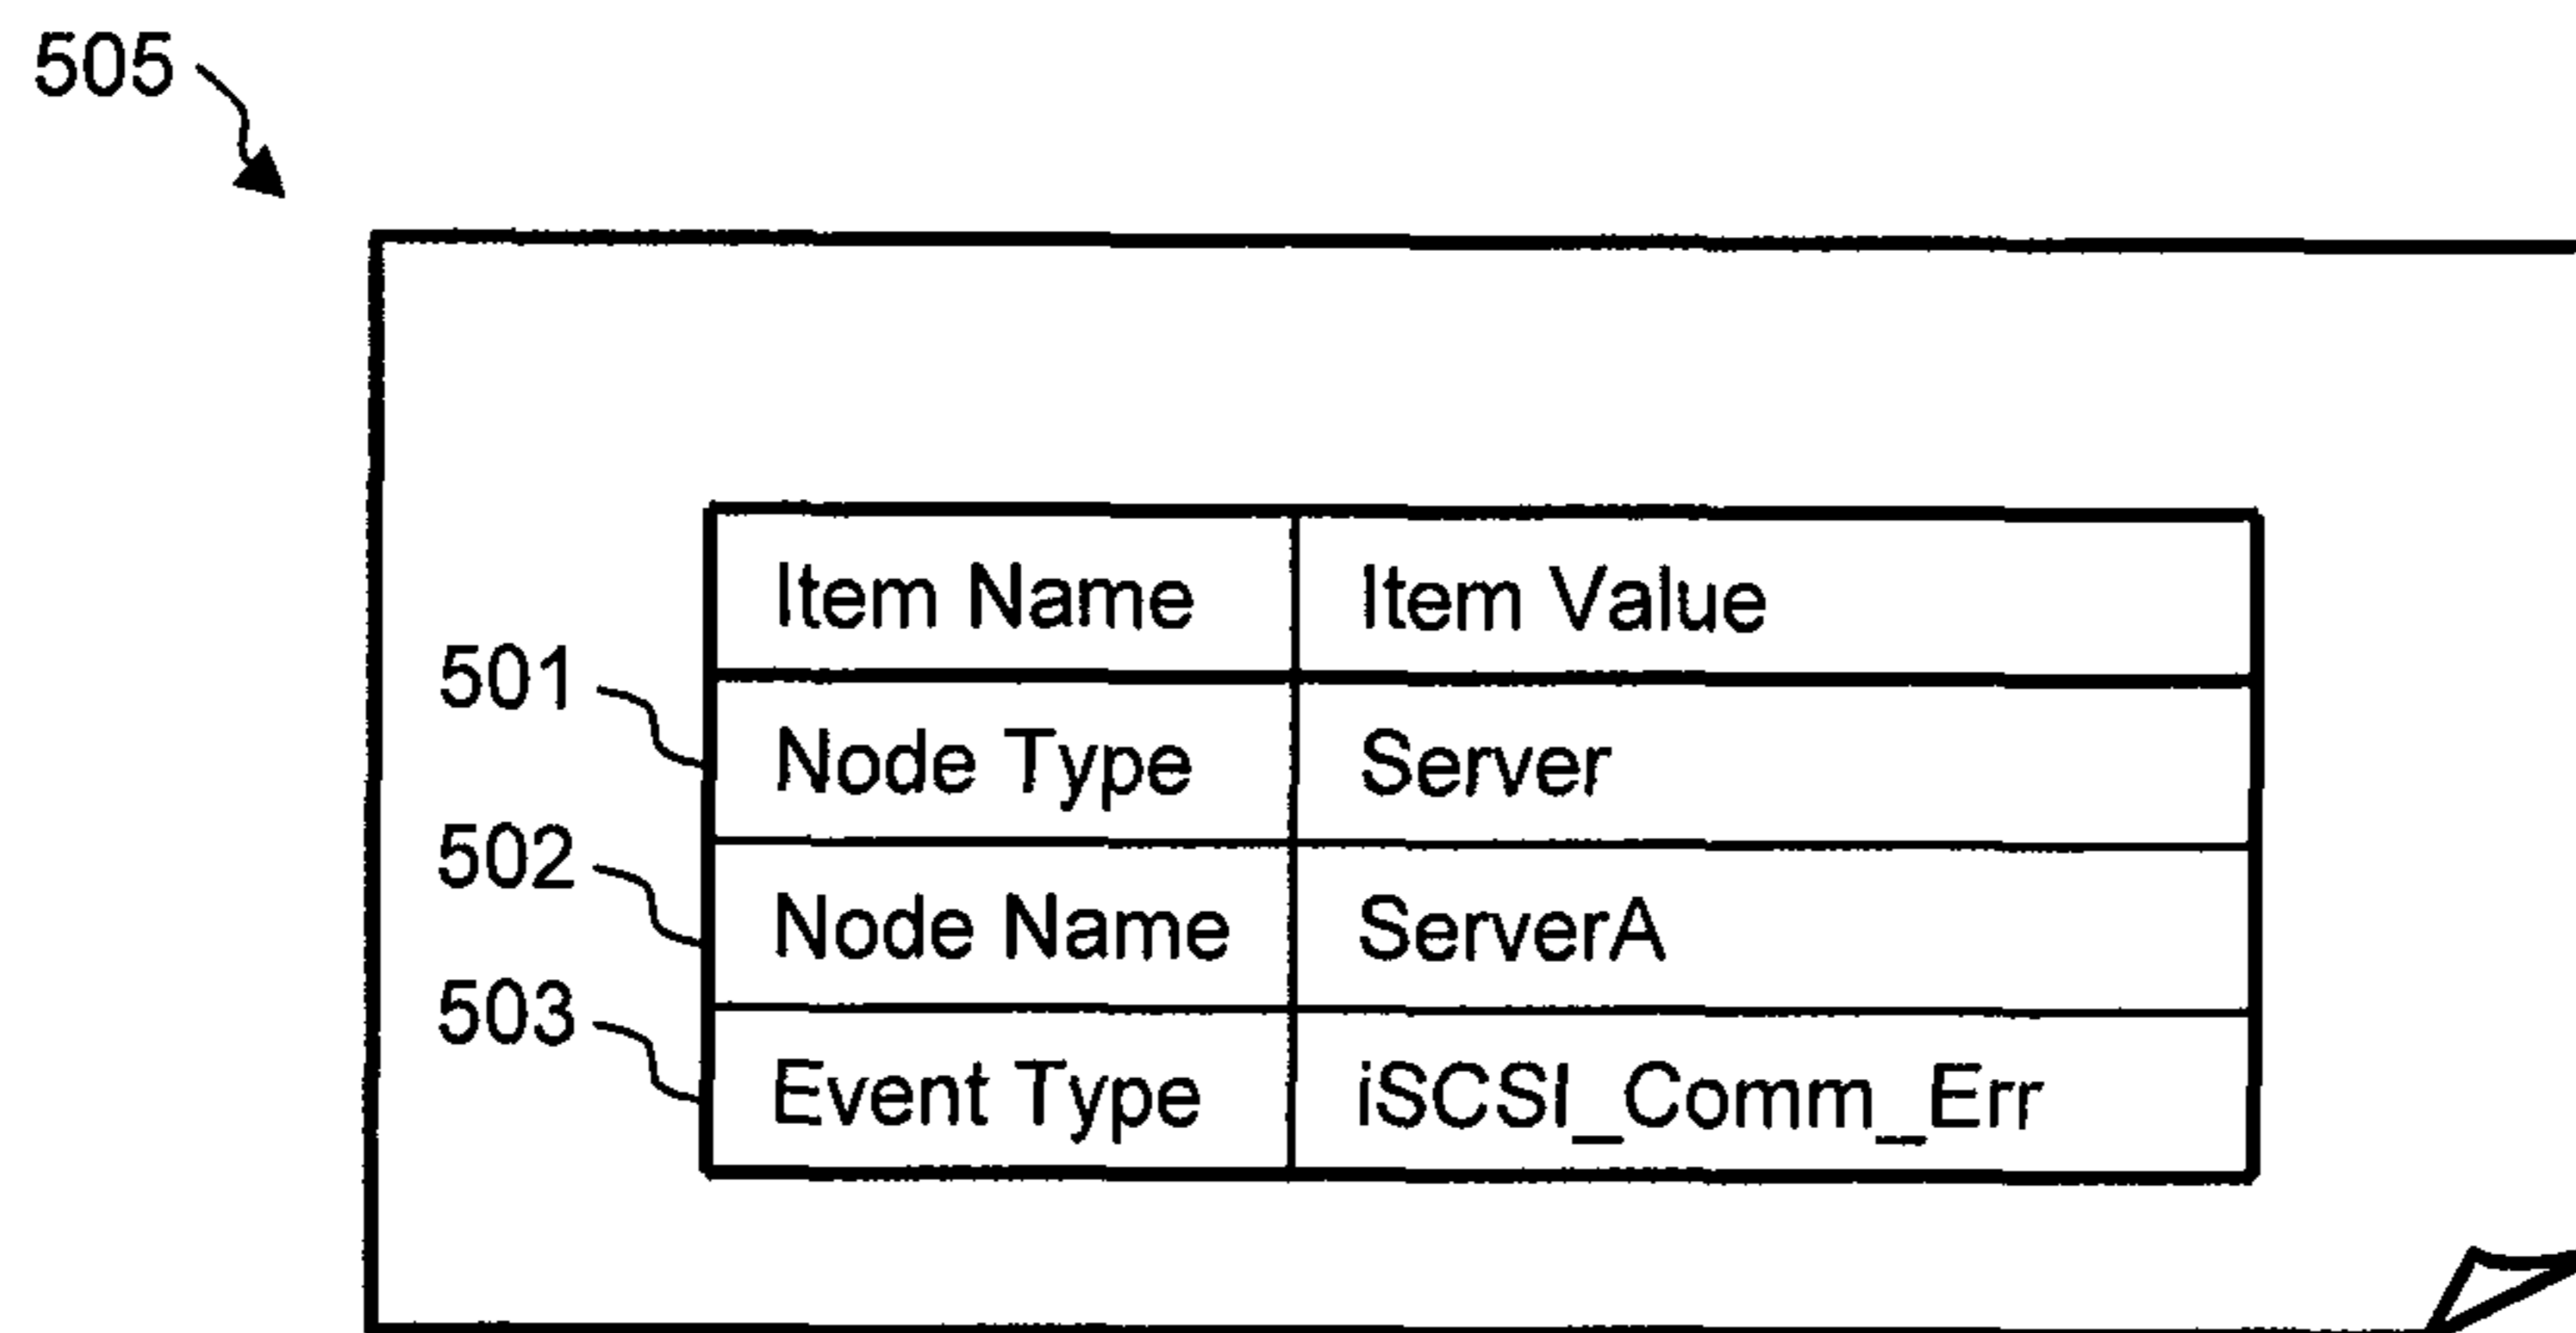 505
Item Name Item Value
501 Node Type Server
502 Node Name ServerA
503 Event Type iSCSI_Comm_Err